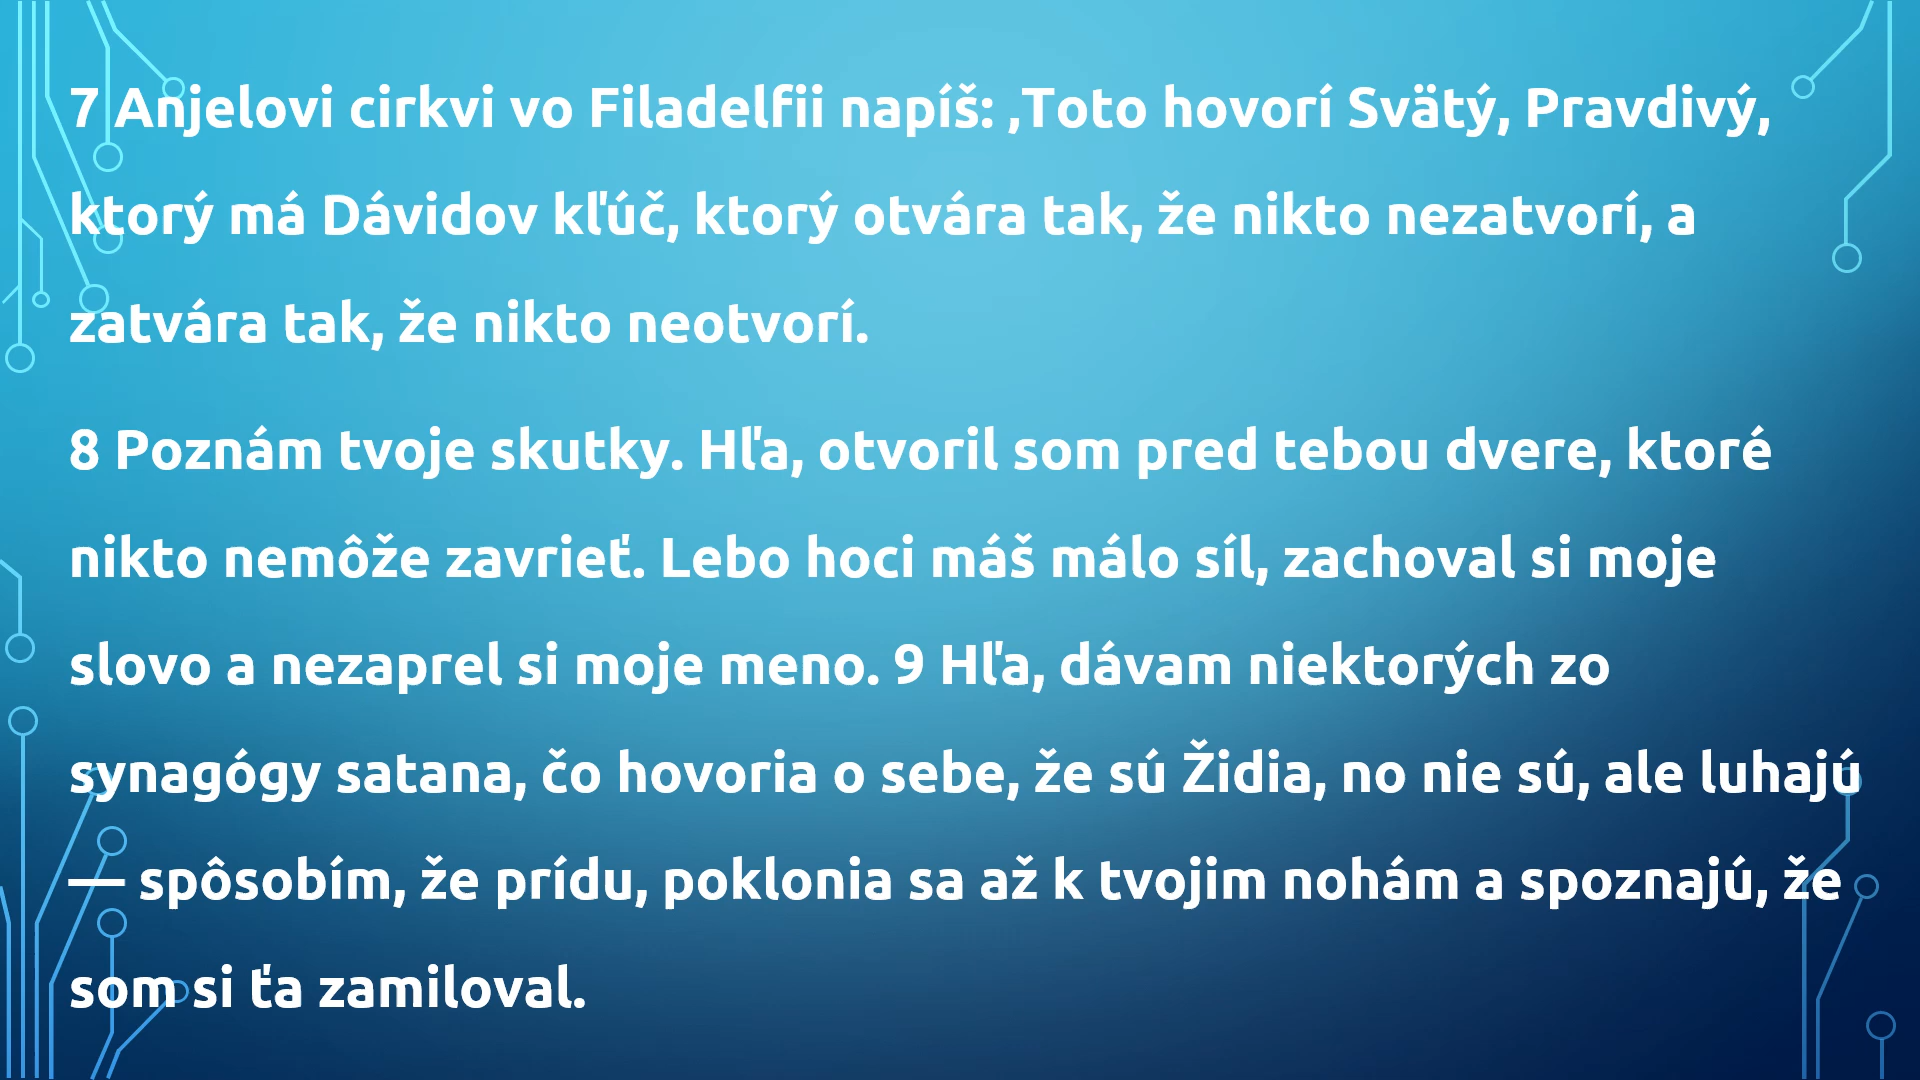 7 Anjelovi cirkvi vo Filadelfii napíš: ‚Toto hovorí Svätý, Pravdivý,
ktorý má Dávidov kľúč, ktorý otvára tak, že nikto nezatvorí, a
zatvára tak, že nikto neotvorí.
8 Poznám tvoje skutky. Hľa, otvoril som pred tebou dvere, ktoré
nikto nemôže zavrieť. Lebo hoci máš málo síl, zachoval si moje
slovo a nezaprel si moje meno. 9 Hľa, dávam niektorých zo
synagógy satana, čo hovoria o sebe, že sú Židia, no nie sú, ale luhajú
— spôsobím, že prídu, poklonia sa až k tvojim nohám a spoznajú, že
som si ťa zamiloval.